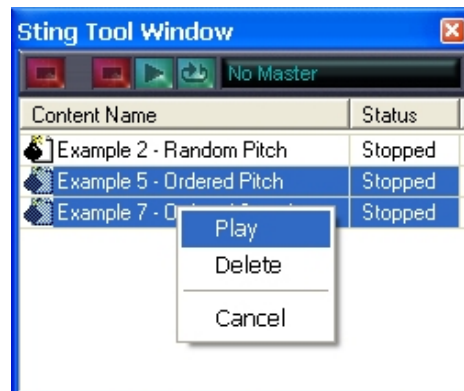 Sting Tool Window
No Master
Content Name Status
Example 2 - Random Pitch Stopped
Example 5 - Ordered Pitch Stopped
Example 7 - Stopped
Play
Delete
Cancel